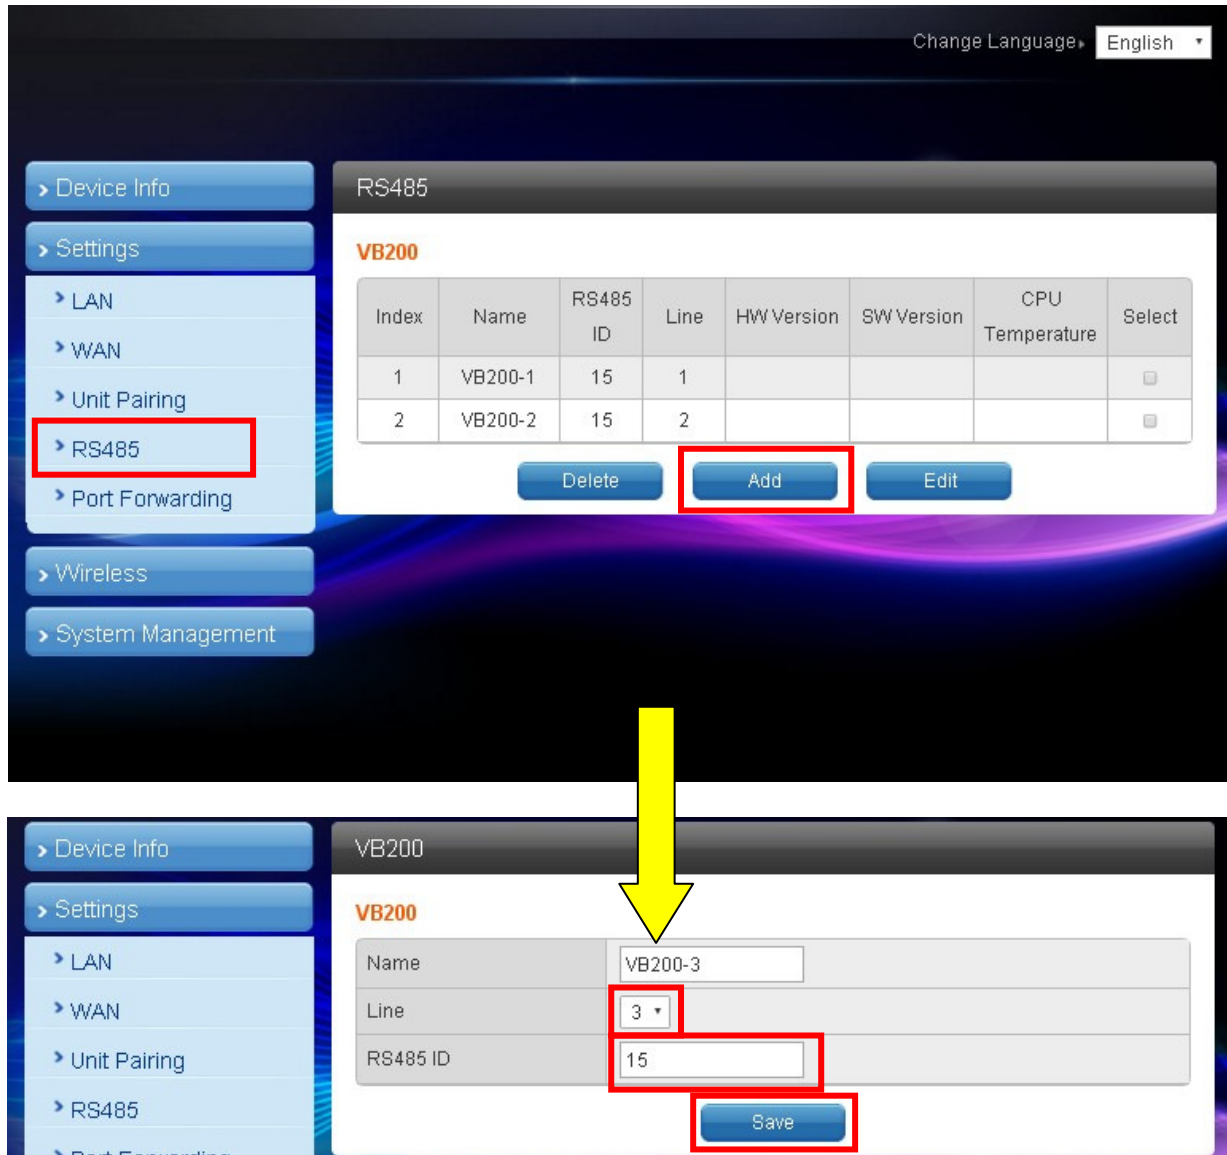 Change Language
English
Device Info
Settings
LAN
WAN
Unit Pairing
RS485
Port Forwarding
Wireless
System Management
RS485
VB200
Index Name RS485 ID Line HW Version SW Version CPU Temperature Select
1 VB200-1 15 1
2 VB200-2 15 2
Delete Add Edit
Device Info
Settings
LAN
WAN
Unit Pairing
RS485
Port Forwarding
VB200
VB200
Name VB200-3
Line 3
RS485 ID 15
Save